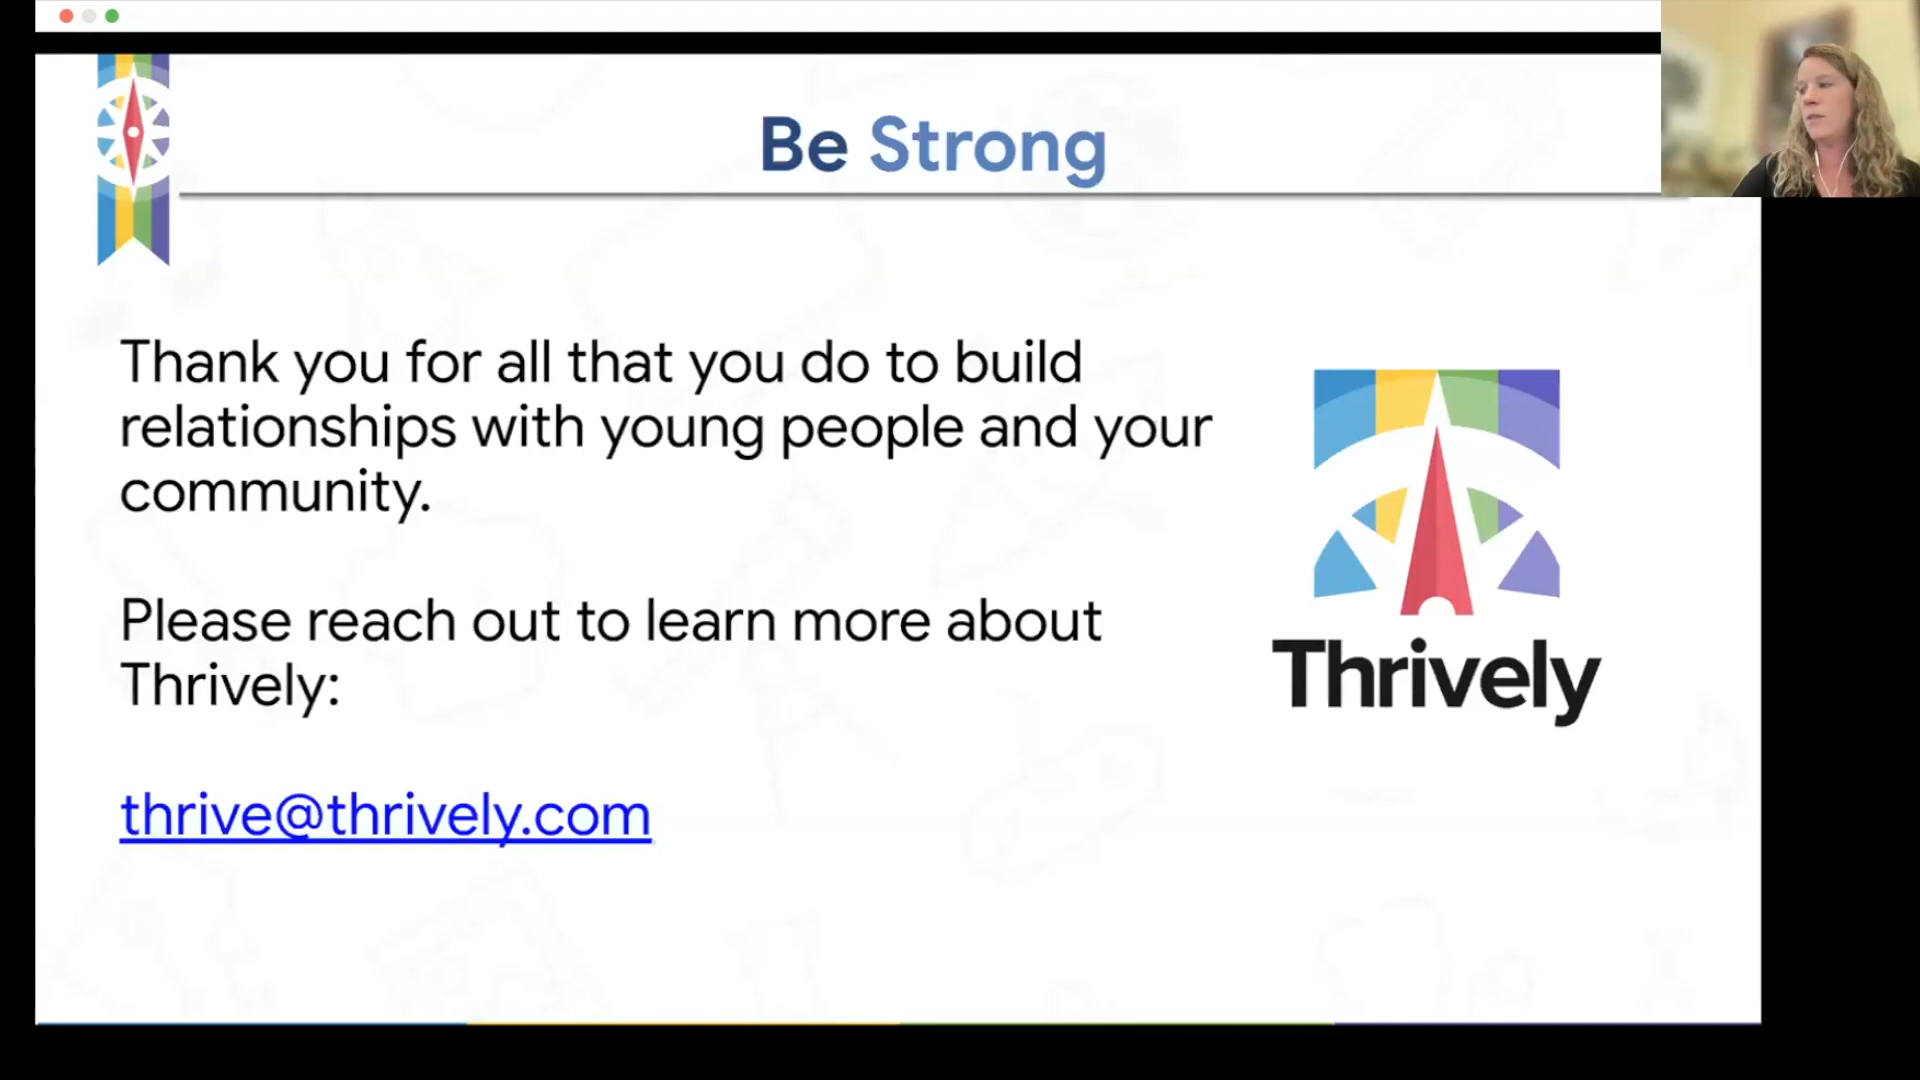 Be Strong
Thank you for all that you do to build
relationships with young people and your
community.
Please reach out to learn more about
Thrively:
thrive@thrively.com
Thrively